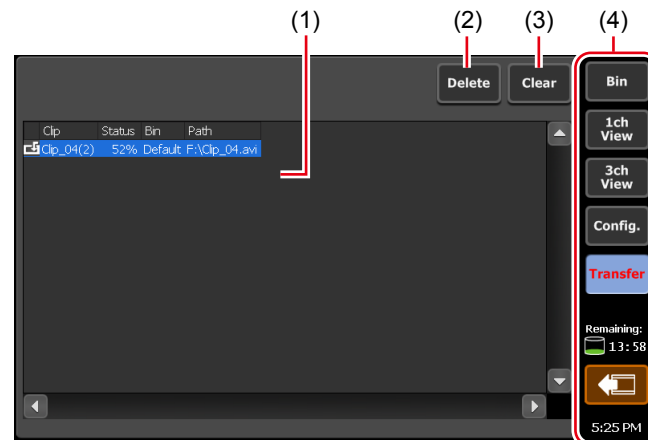 (1) (2) (3) (4)
Delete Clear Bin
1ch
View
Clip Status Bin Path
Clip_04(2) 52% Default F:\Clip_04.avi
3ch
View
Config.
Transfer
Remaining:
13:58
5:25 PM